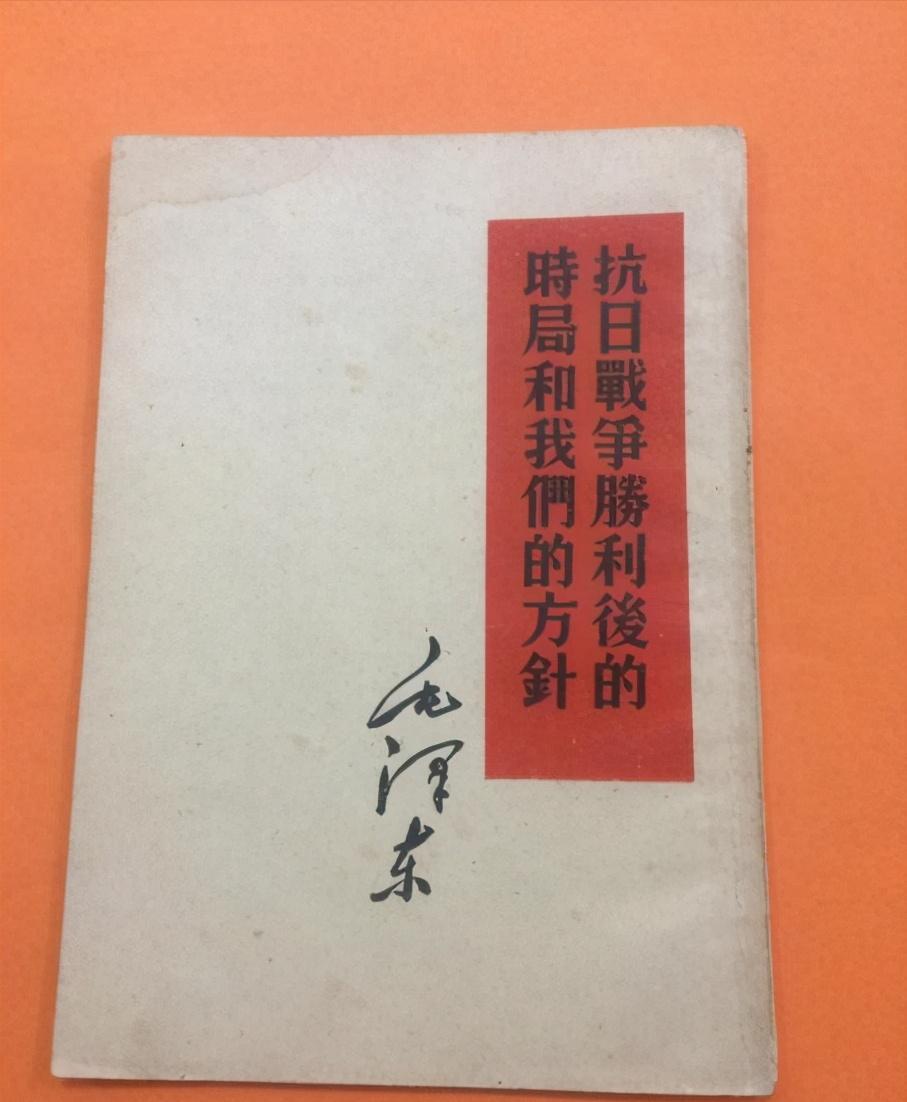 抗日戰爭勝利後的
時局和我們的方針
毛泽东